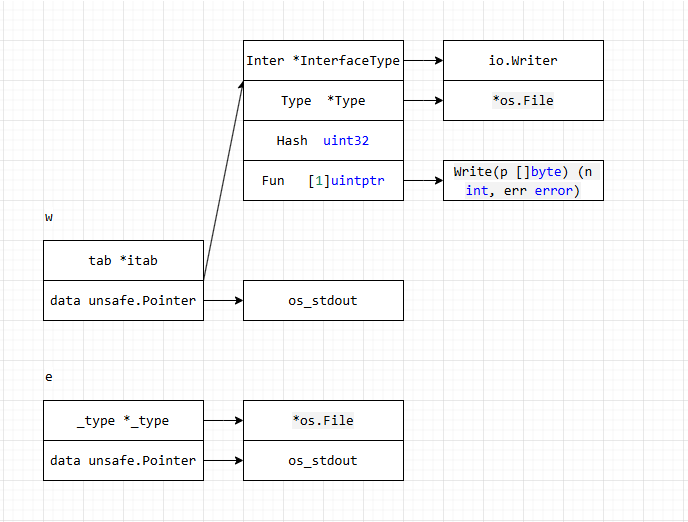 Inter *InterfaceType
io.Writer
Type *Type
*os.File
Hash uint32
Fun [1]uintptr
Write(p []byte) (n
int, err error)
w
tab *itab
data unsafe.Pointer
os_stdout
e
_type *_type
*os.File
data unsafe.Pointer
os_stdout